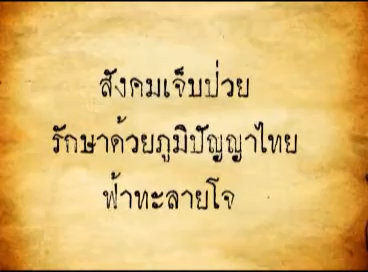 สังคมเจ็บป่วย
รักษาด้วยภูมิปัญญาไทย
ฟ้าทะลายโจ